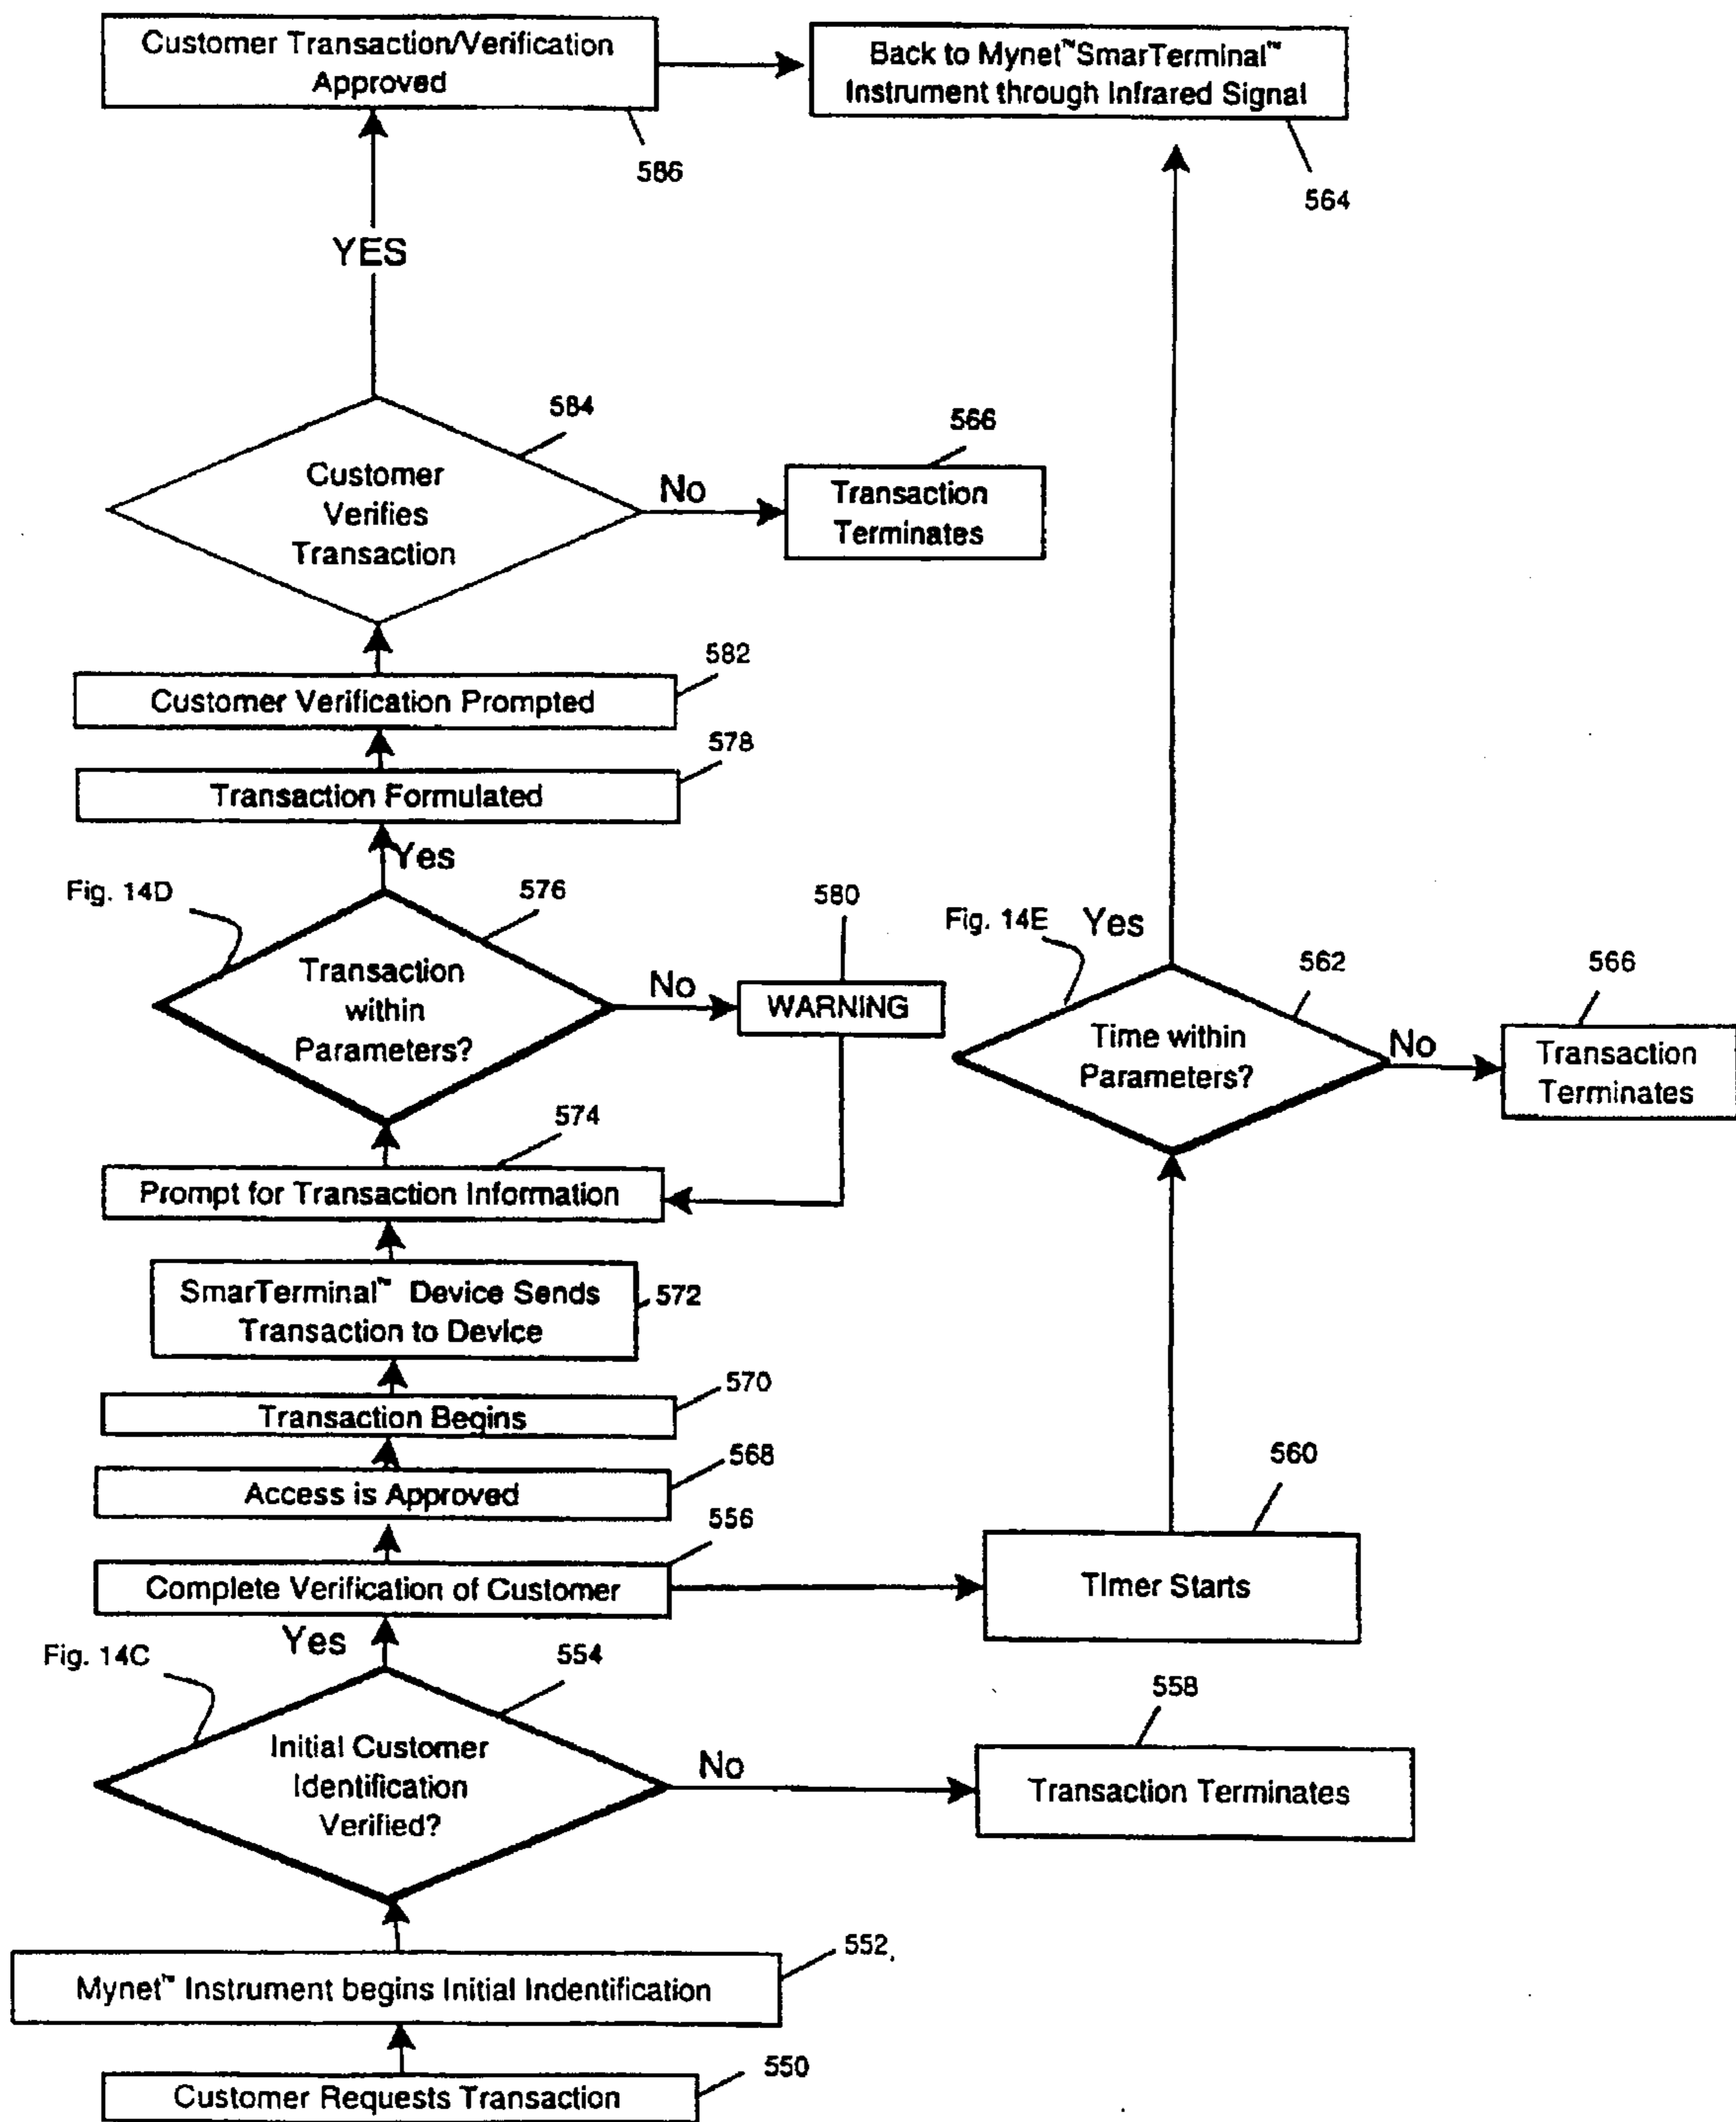 Customer Transaction/Verification
Approved
586
Back to Mynet™SmarTerminal™
Instrument through Infrared Signal
564
YES
584
Customer
Verifies
Transaction
No
566
Transaction
Terminates
582
Customer Verification Prompted
578
Transaction Formulated
Yes
Fig. 14D
576
Transaction
within
Parameters?
No
580
WARNING
Fig. 14E
Yes
562
Time within
Parameters?
No
566
Transaction
Terminates
574
Prompt for Transaction Information
SmarTerminal™ Device Sends
Transaction to Device
572
570
Transaction Begins
568
Access is Approved
556
Complete Verification of Customer
560
Timer Starts
Yes
Fig. 14C
554
Initial Customer
Identification
Verified?
No
558
Transaction Terminates
552
Mynet™ Instrument begins Initial Indentification
550
Customer Requests Transaction